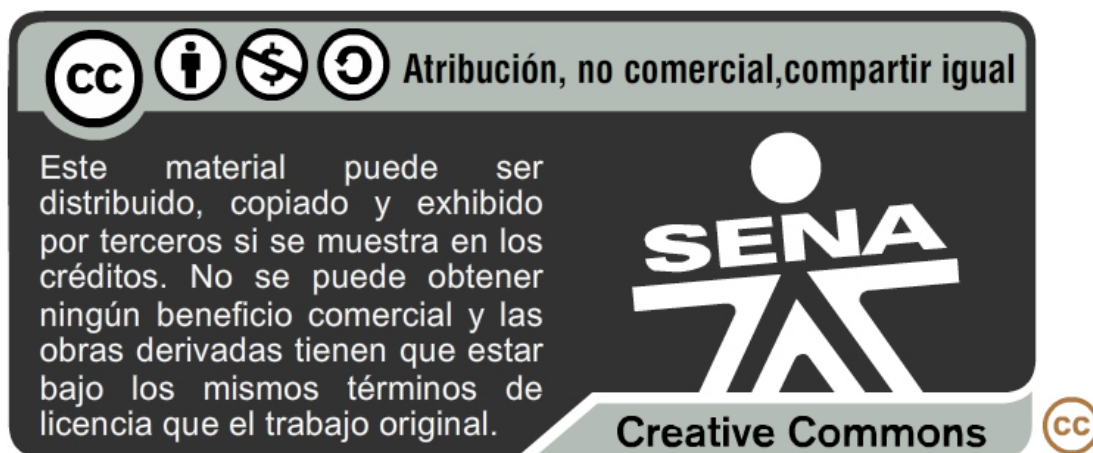 cc Atribución, no comercial,compartir igual
Este material puede ser
distribuido, copiado y exhibido
por terceros si se muestra en los
créditos. No se puede obtener
ningún beneficio comercial y las
obras derivadas tienen que estar
bajo los mismos términos de
licencia que el trabajo original.
SENA
Creative Commons
cc